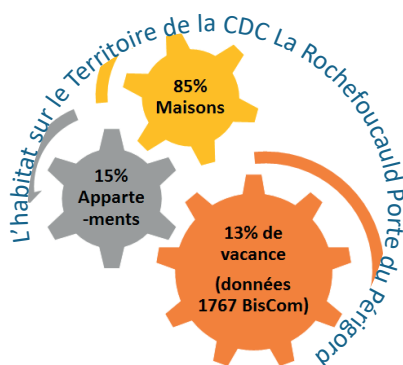 L'habitat sur le Territoire de la CDC La Rochefoucauld Porte du Périgord
85%
Maisons
15%
Apparte
-ments
13% de
vacance
(données
1767 BisCom)